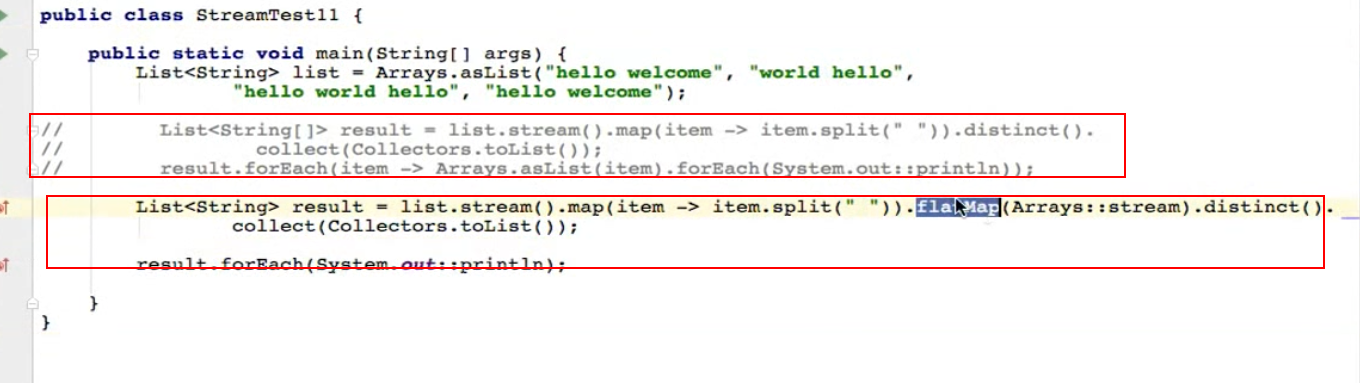 public class StreamTest11 {
public static void main(String[] args) {
List<String> list = Arrays.asList("hello welcome", "world hello",
"hello world hello", "hello welcome");
// List<String[]> result = list.stream().map(item -> item.split(" ")).distinct().
// collect(Collectors.toList());
// result.forEach(item -> Arrays.asList(item).forEach(System.out::println));
List<String> result = list.stream().map(item -> item.split(" ")).flatMap(Arrays::stream).distinct().
collect(Collectors.toList());
result.forEach(System.out::println);
}
}